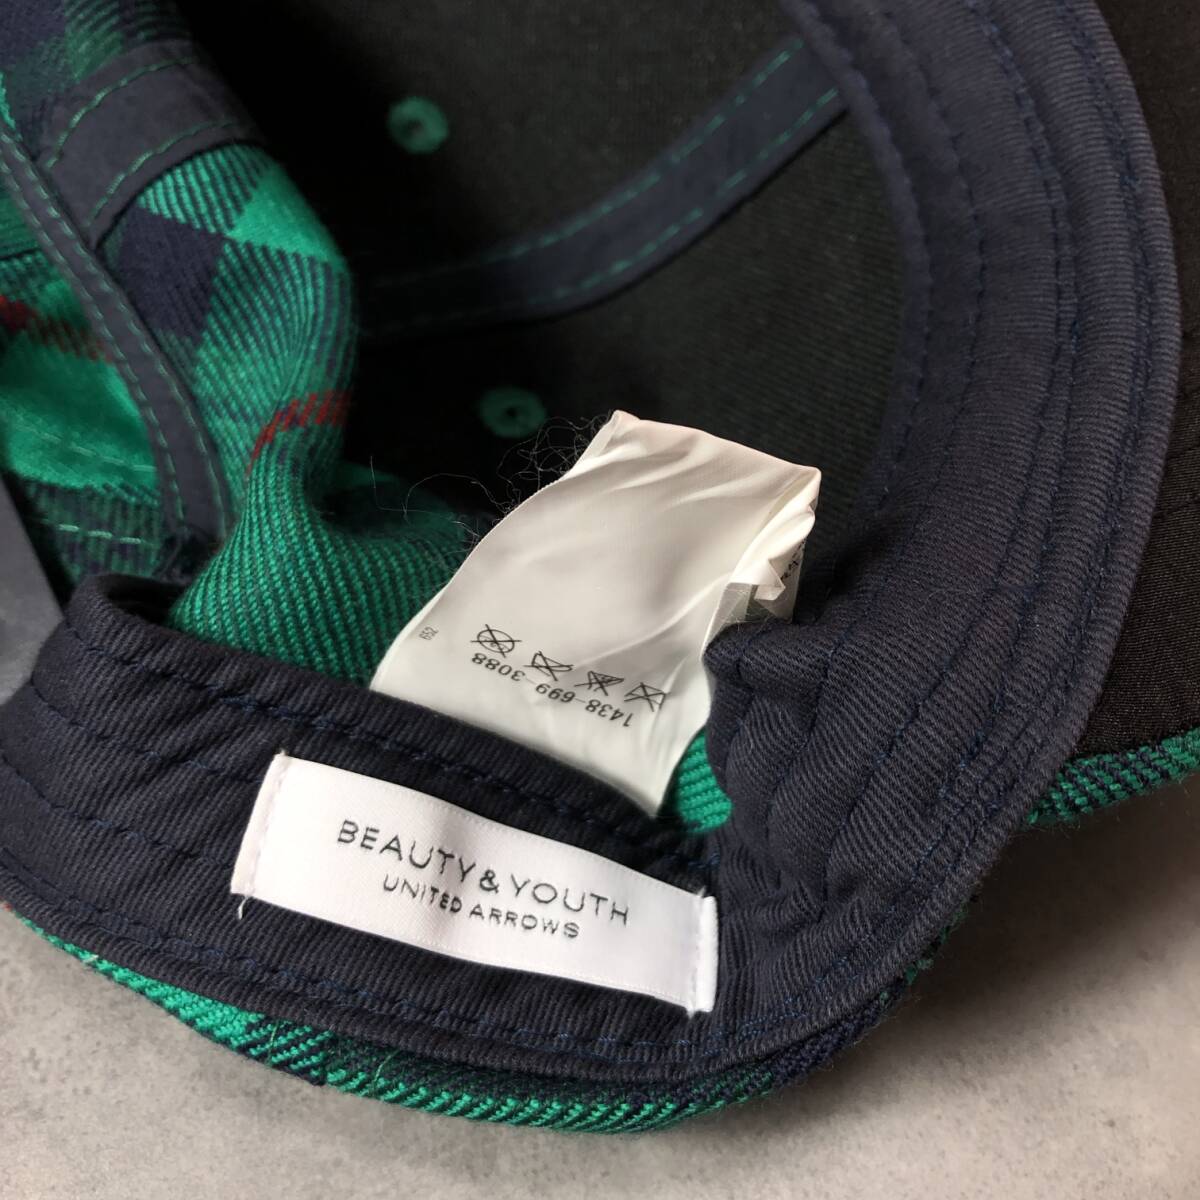 BEAUTY & YOUTH
UNITED ARROWS
1438-699-3088